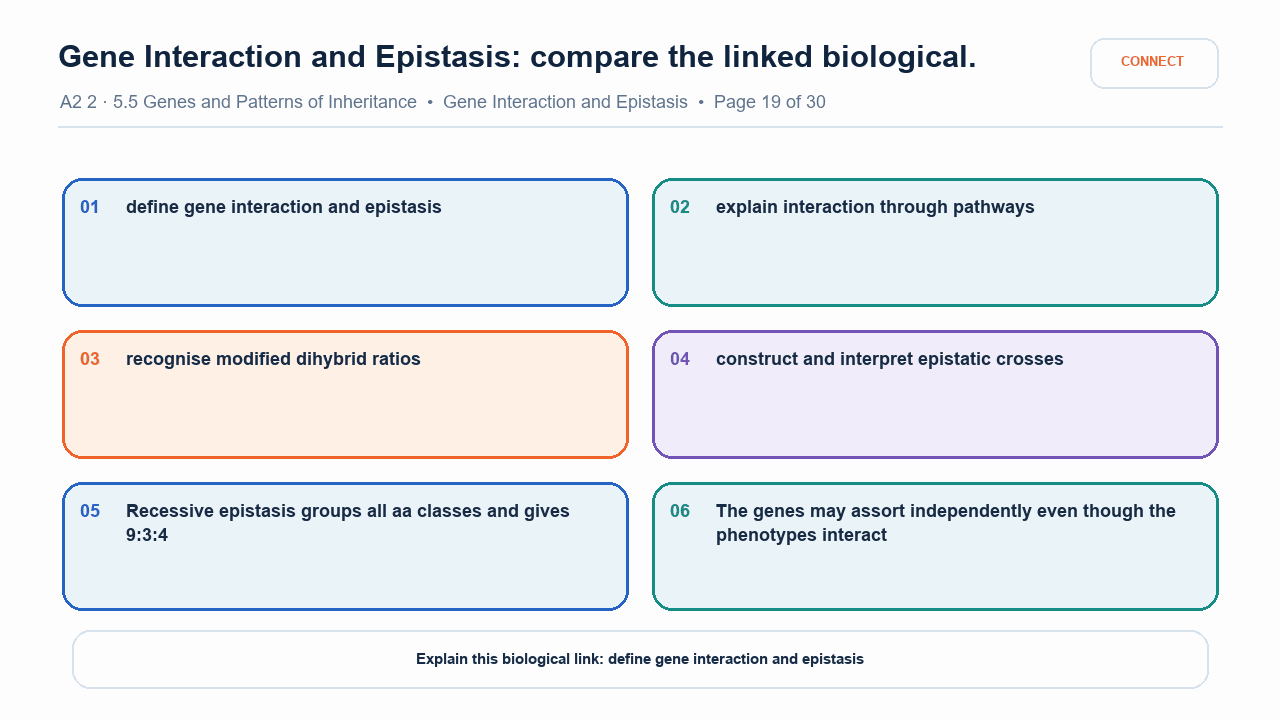 Gene Interaction and Epistasis: compare the linked biological.
CONNECT
A2 2 · 5.5 Genes and Patterns of Inheritance • Gene Interaction and Epistasis • Page 19 of 30
01 define gene interaction and epistasis
02 explain interaction through pathways
03 recognise modified dihybrid ratios
04 construct and interpret epistatic crosses
05 Recessive epistasis groups all aa classes and gives
9:3:4
06 The genes may assort independently even though the
phenotypes interact
Explain this biological link: define gene interaction and epistasis